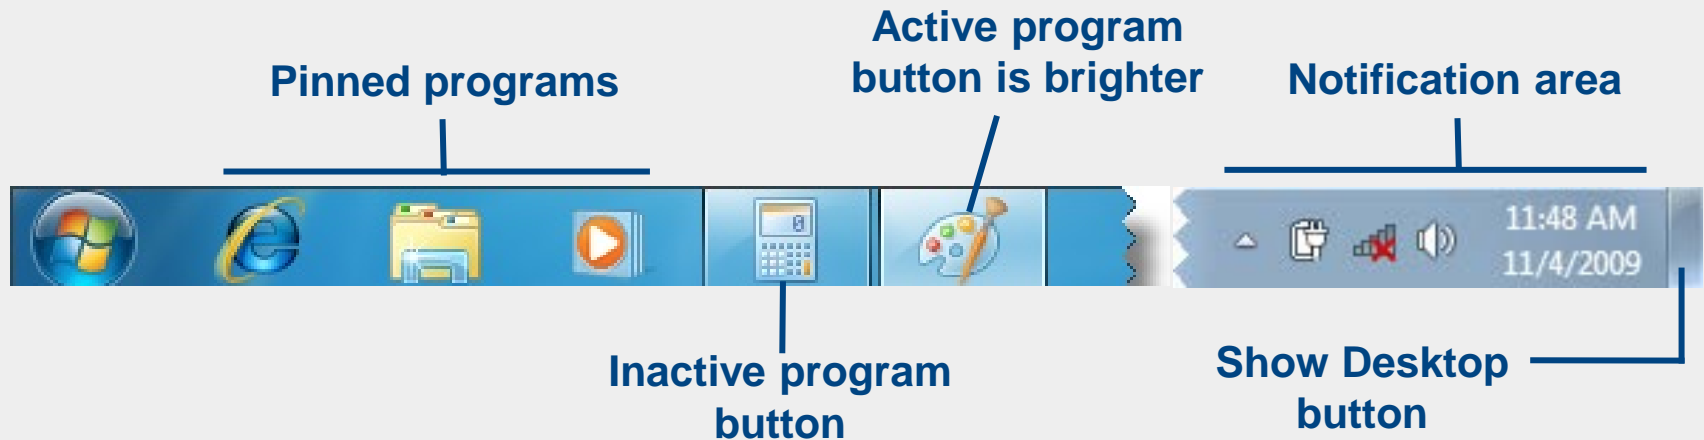 Active program
button is brighter
Pinned programs
Notification area
0
11:48 AM
11/4/2009
Inactive program
button
Show Desktop
button